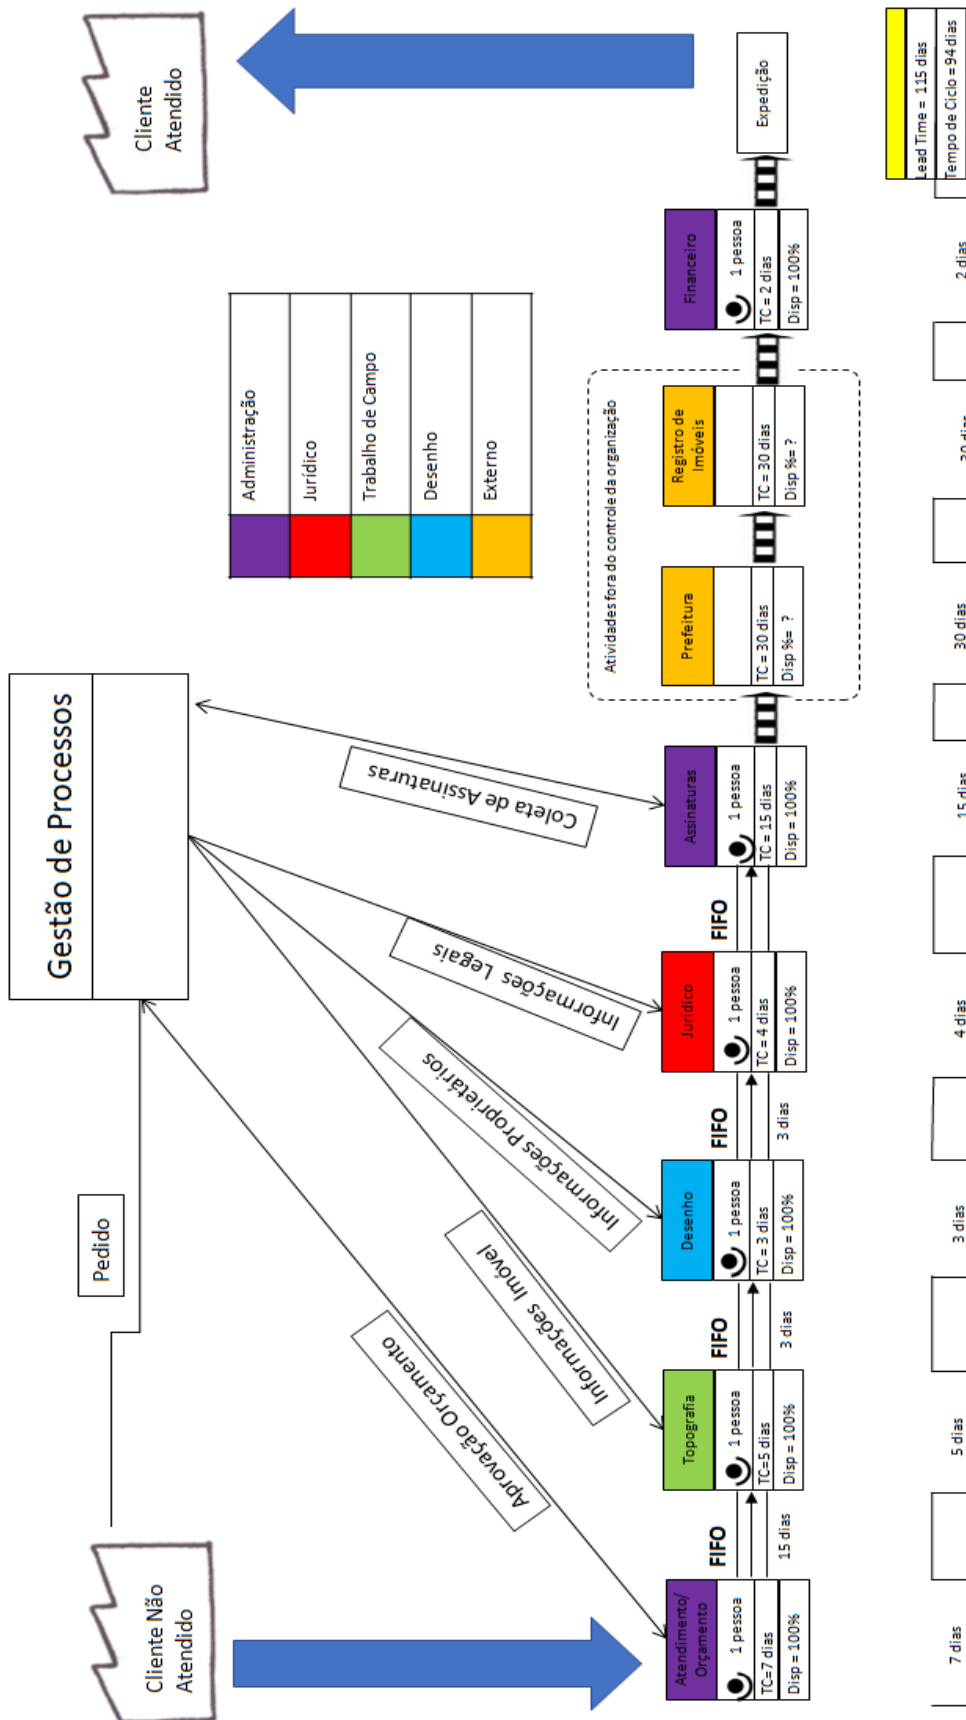 Cliente Não
Atendido
Pedido
Gestão de Processos
Cliente
Atendido
Aprovação Orçamento
Informações Imóvel
Informações Proprietários
Informações Legais
Coleta de Assinaturas
Administração
Jurídico
Trabalho de Campo
Desenho
Externo
Atividades fora do controle da organização
Atendimento/
Orçamento
1 pessoa
TC=7 dias
Disp = 100%
FIFO
15 dias
Topografia
1 pessoa
TC=5 dias
Disp = 100%
FIFO
3 dias
Desenho
1 pessoa
TC = 3 dias
Disp = 100%
FIFO
3 dias
Jurídico
1 pessoa
TC = 4 dias
Disp = 100%
FIFO
Assinaturas
1 pessoa
TC = 15 dias
Disp = 100%
Prefeitura
TC = 30 dias
Disp %= ?
Registro de
Imóveis
TC = 30 dias
Disp %= ?
Financeiro
1 pessoa
TC = 2 dias
Disp = 100%
Expedição
7 dias
5 dias
3 dias
4 dias
15 dias
30 dias
30 dias
2 dias
Lead Time = 115 dias
Tempo de Ciclo = 94 dias